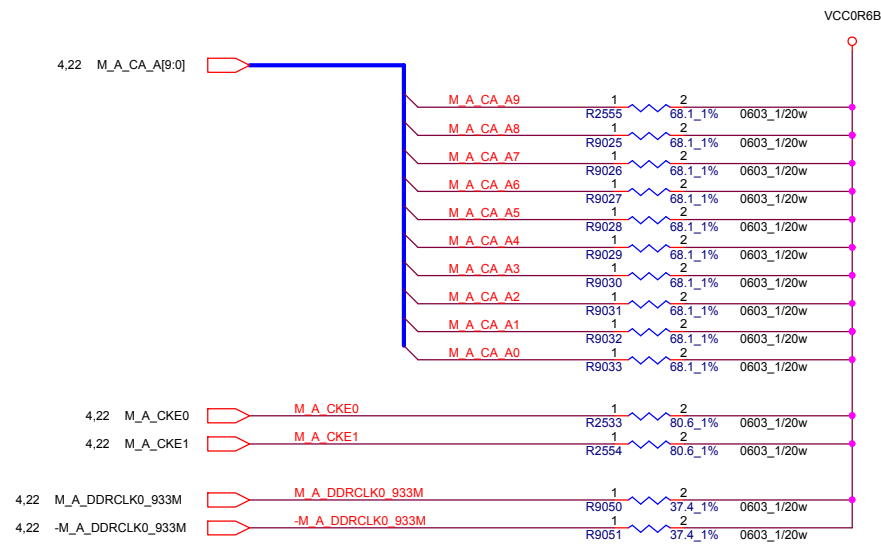 VCC0R6B
4,22 M_A_CA_A[9:0]
M_A_CA_A9 1 2
R2555 68.1_1% 0603_1/20w
M_A_CA_A8 1 2
R9025 68.1_1% 0603_1/20w
M_A_CA_A7 1 2
R9026 68.1_1% 0603_1/20w
M_A_CA_A6 1 2
R9027 68.1_1% 0603_1/20w
M_A_CA_A5 1 2
R9028 68.1_1% 0603_1/20w
M_A_CA_A4 1 2
R9029 68.1_1% 0603_1/20w
M_A_CA_A3 1 2
R9030 68.1_1% 0603_1/20w
M_A_CA_A2 1 2
R9031 68.1_1% 0603_1/20w
M_A_CA_A1 1 2
R9032 68.1_1% 0603_1/20w
M_A_CA_A0 1 2
R9033 68.1_1% 0603_1/20w
4,22 M_A_CKE0 M_A_CKE0 1 2
R2533 80.6_1% 0603_1/20w
4,22 M_A_CKE1 M_A_CKE1 1 2
R2554 80.6_1% 0603_1/20w
4,22 M_A_DDRCLK0_933M M_A_DDRCLK0_933M 1 2
R9050 37.4_1% 0603_1/20w
4,22 -M_A_DDRCLK0_933M -M_A_DDRCLK0_933M 1 2
R9051 37.4_1% 0603_1/20w